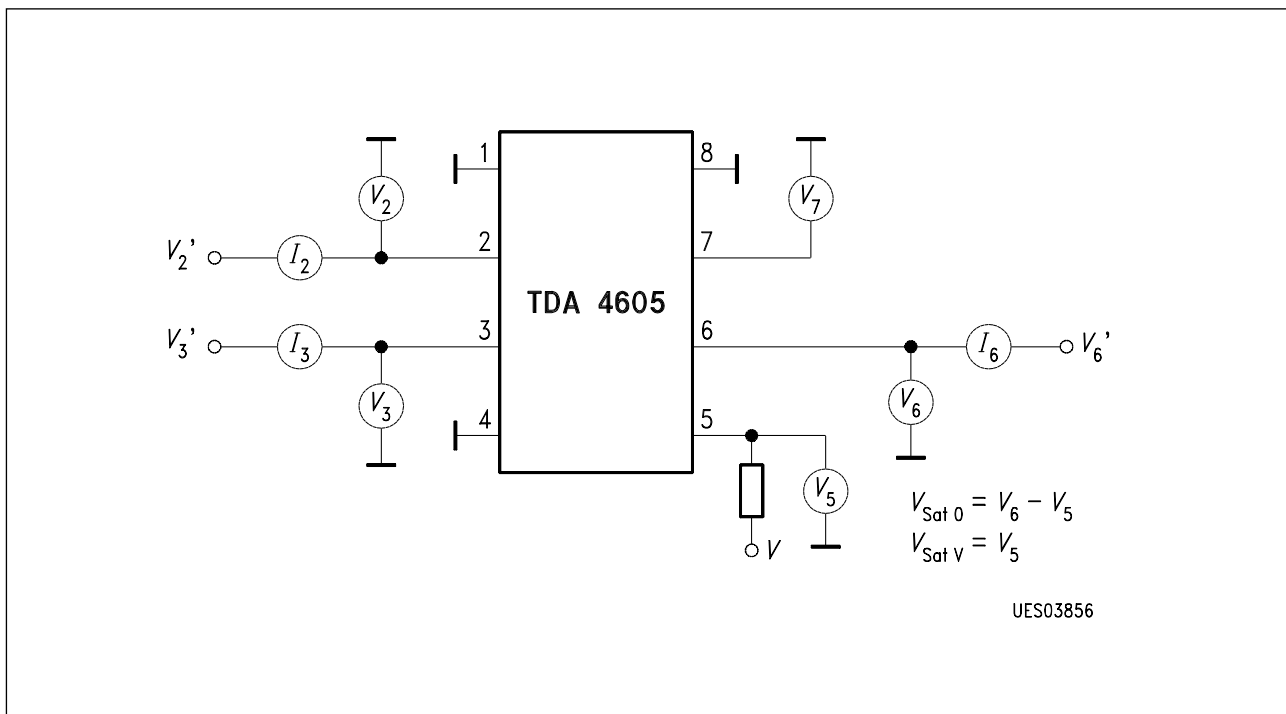 1
8
V2
V7
V2'
I2
2
7
TDA 4605
V3'
I3
3
6
I6
V6'
V3
V6
4
5
V5
VSat 0 = V6 – V5
V
VSat V = V5
UES03856